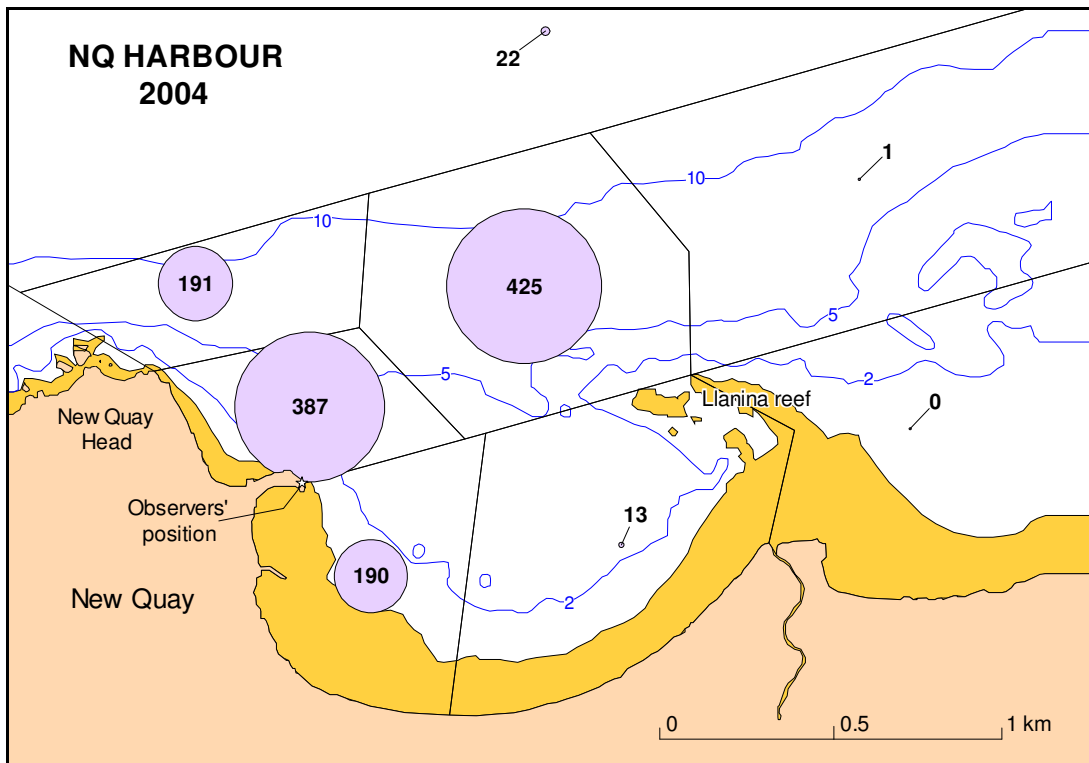 NQ HARBOUR
2004
22
1
10
10
191
425
5
5
2
387
Llanina reef
0
New Quay
Head
Observers'
position
13
190
2
New Quay
0
0.5
1 km